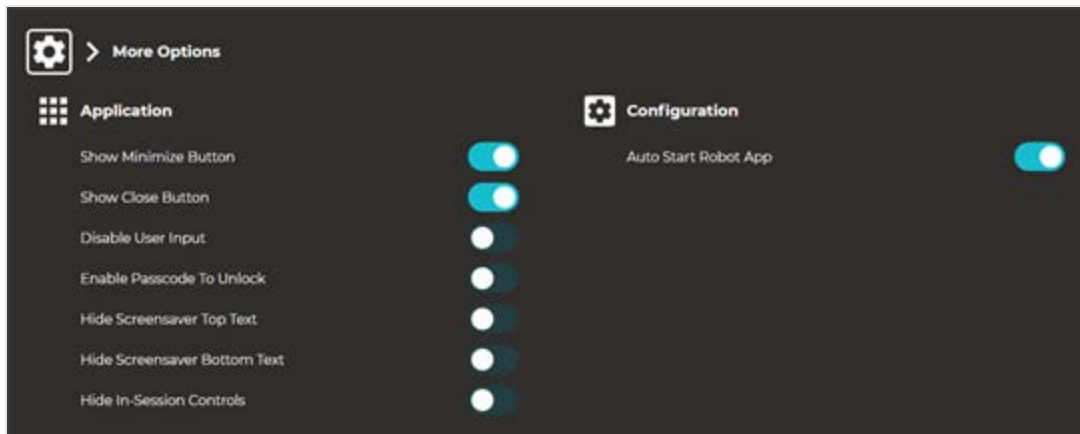 More Options
Application
Show Minimize Button
Show Close Button
Disable User Input
Enable Passcode To Unlock
Hide Screensaver Top Text
Hide Screensaver Bottom Text
Hide In-Session Controls
Configuration
Auto Start Robot App